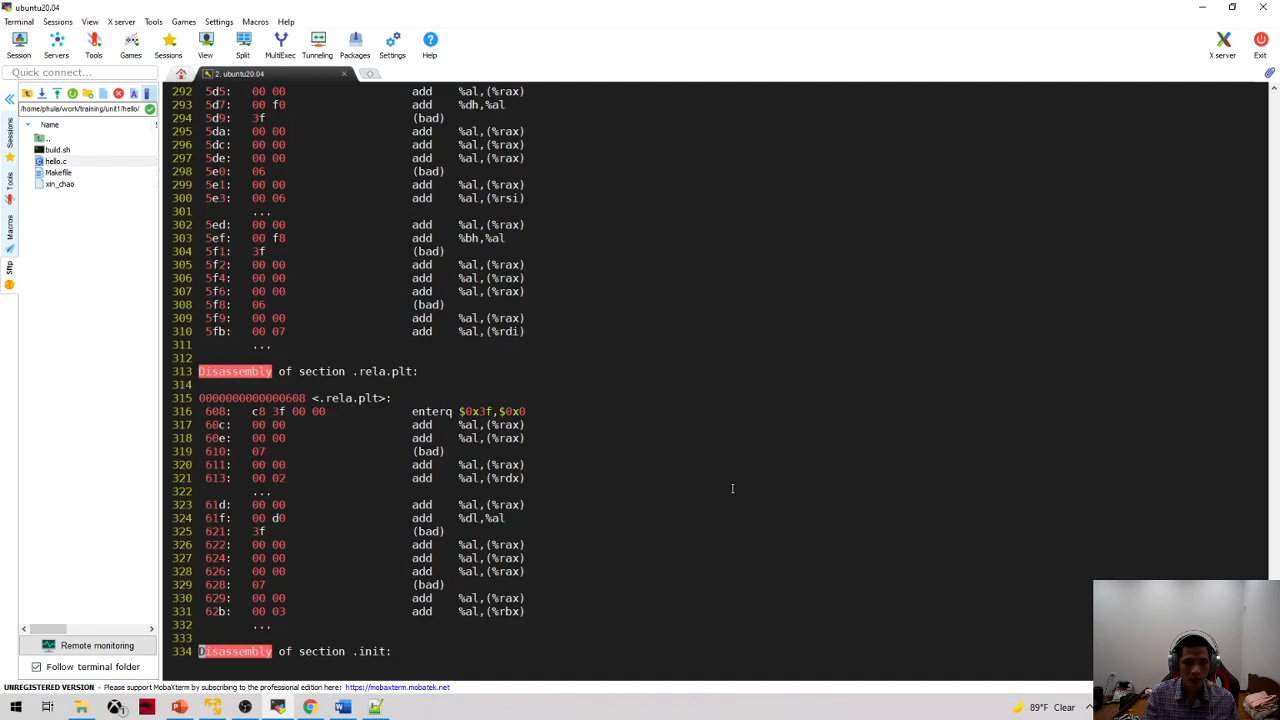 ubuntu20.04
Terminal Sessions View X server Tools Games Settings Macros Help
Session Servers Tools Games Sessions View Split MultiExec Tunneling Packages Settings Help X server Exit
Quick connect...
2. ubuntu20.04
/home/phula/work/training/unit1/hello/
Name
..
build.sh
hello.c
Makefile
xin_chao
Sessions
Tools
Macros
Sftp
292 5d5: 00 00 add %al,(%rax)
293 5d7: 00 f0 add %dh,%al
294 5d9: 3f (bad)
295 5da: 00 00 add %al,(%rax)
296 5dc: 00 00 add %al,(%rax)
297 5de: 00 00 add %al,(%rax)
298 5e0: 06 (bad)
299 5e1: 00 00 add %al,(%rax)
300 5e3: 00 06 add %al,(%rsi)
301 ...
302 5ed: 00 00 add %al,(%rax)
303 5ef: 00 f8 add %bh,%al
304 5f1: 3f (bad)
305 5f2: 00 00 add %al,(%rax)
306 5f4: 00 00 add %al,(%rax)
307 5f6: 00 00 add %al,(%rax)
308 5f8: 06 (bad)
309 5f9: 00 00 add %al,(%rax)
310 5fb: 00 07 add %al,(%rdi)
311 ...
312
313 Disassembly of section .rela.plt:
314
315 0000000000000608 <.rela.plt>:
316 608: c8 3f 00 00 enterq $0x3f,$0x0
317 60c: 00 00 add %al,(%rax)
318 60e: 00 00 add %al,(%rax)
319 610: 07 (bad)
320 611: 00 00 add %al,(%rax)
321 613: 00 02 add %al,(%rdx)
322 ...
323 61d: 00 00 add %al,(%rax)
324 61f: 00 d0 add %dl,%al
325 621: 3f (bad)
326 622: 00 00 add %al,(%rax)
327 624: 00 00 add %al,(%rax)
328 626: 00 00 add %al,(%rax)
329 628: 07 (bad)
330 629: 00 00 add %al,(%rax)
331 62b: 00 03 add %al,(%rbx)
332 ...
333
334 Disassembly of section .init:
Remote monitoring
Follow terminal folder
UNREGISTERED VERSION - Please support MobaXterm by subscribing to the professional edition here: https://mobaxterm.mobatek.net
89°F Clear